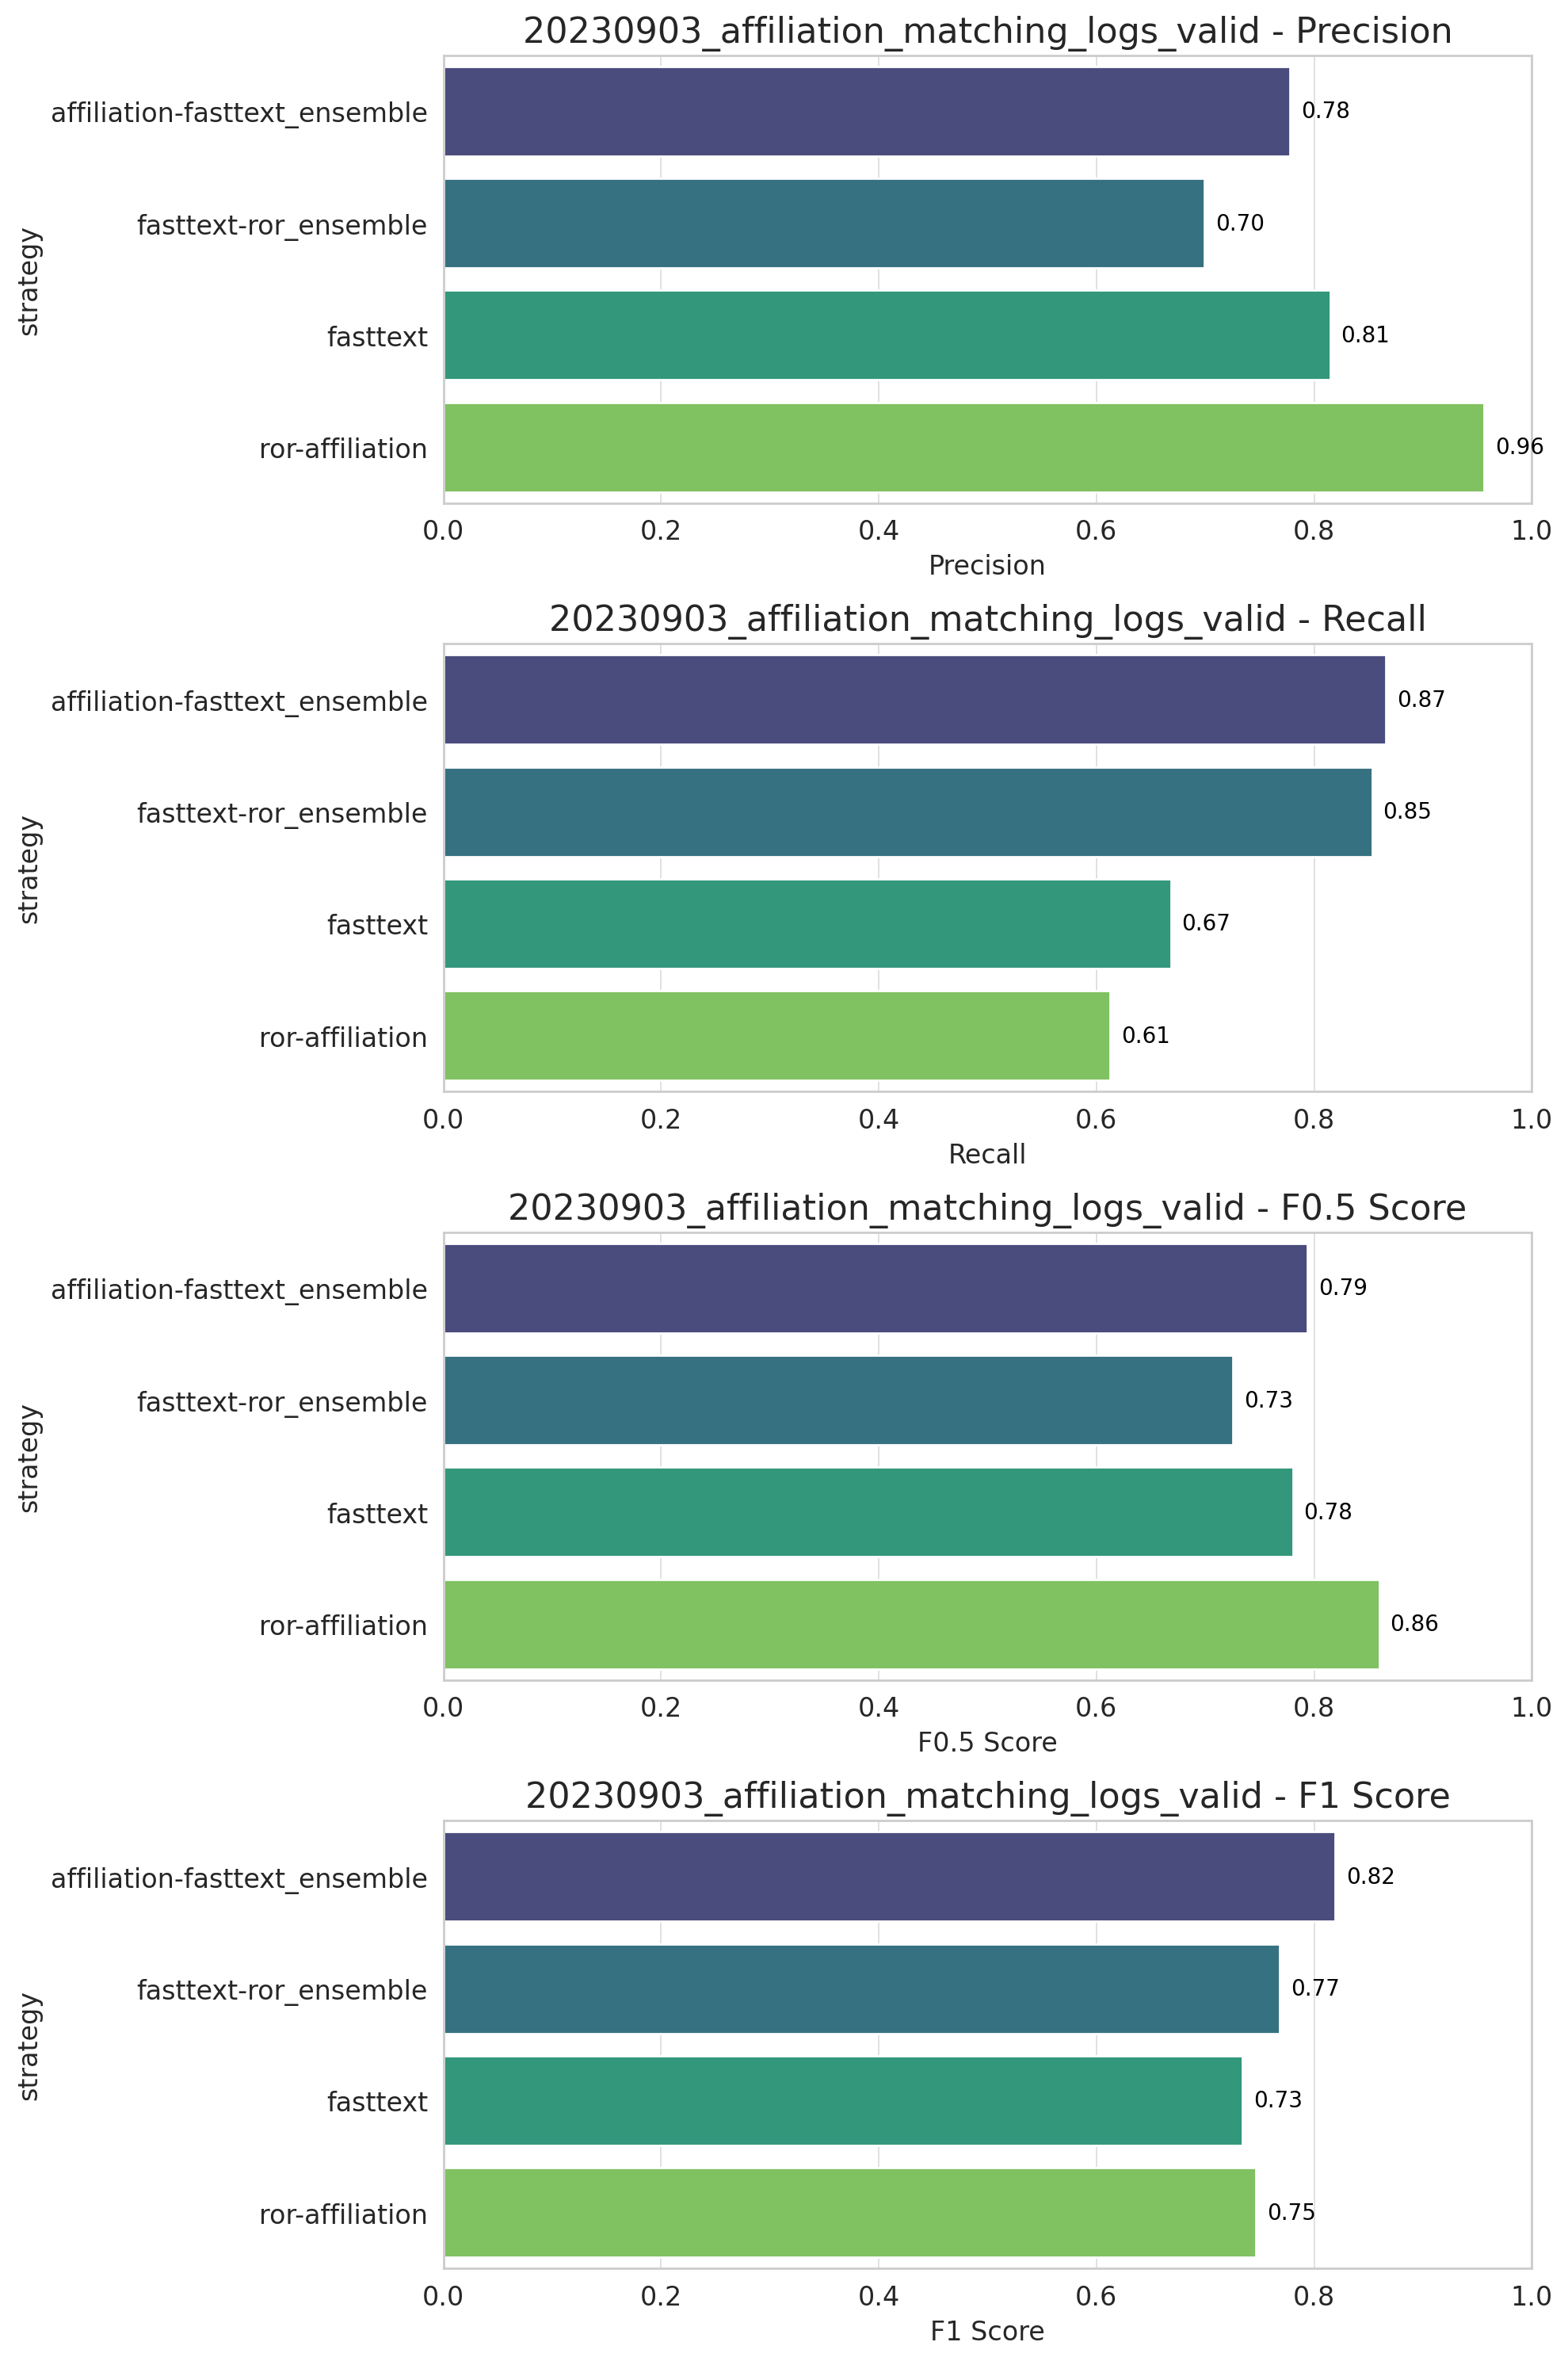 20230903_affiliation_matching_logs_valid - Precision
strategy
affiliation-fasttext_ensemble
0.78
fasttext-ror_ensemble
0.70
fasttext
0.81
ror-affiliation
0.96
0.0 0.2 0.4 0.6 0.8 1.0
Precision
20230903_affiliation_matching_logs_valid - Recall
strategy
affiliation-fasttext_ensemble
0.87
fasttext-ror_ensemble
0.85
fasttext
0.67
ror-affiliation
0.61
0.0 0.2 0.4 0.6 0.8 1.0
Recall
20230903_affiliation_matching_logs_valid - F0.5 Score
strategy
affiliation-fasttext_ensemble
0.79
fasttext-ror_ensemble
0.73
fasttext
0.78
ror-affiliation
0.86
0.0 0.2 0.4 0.6 0.8 1.0
F0.5 Score
20230903_affiliation_matching_logs_valid - F1 Score
strategy
affiliation-fasttext_ensemble
0.82
fasttext-ror_ensemble
0.77
fasttext
0.73
ror-affiliation
0.75
0.0 0.2 0.4 0.6 0.8 1.0
F1 Score